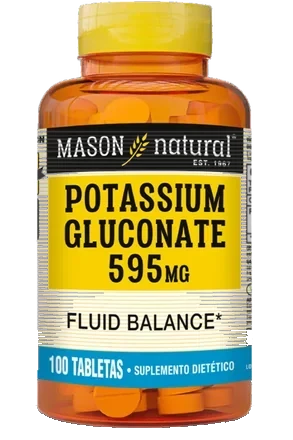 MASON natural
EST. 1967
POTASSIUM
GLUCONATE
595MG
FLUID BALANCE*
100 TABLETAS • SUPLEMENTO DIETÉTICO